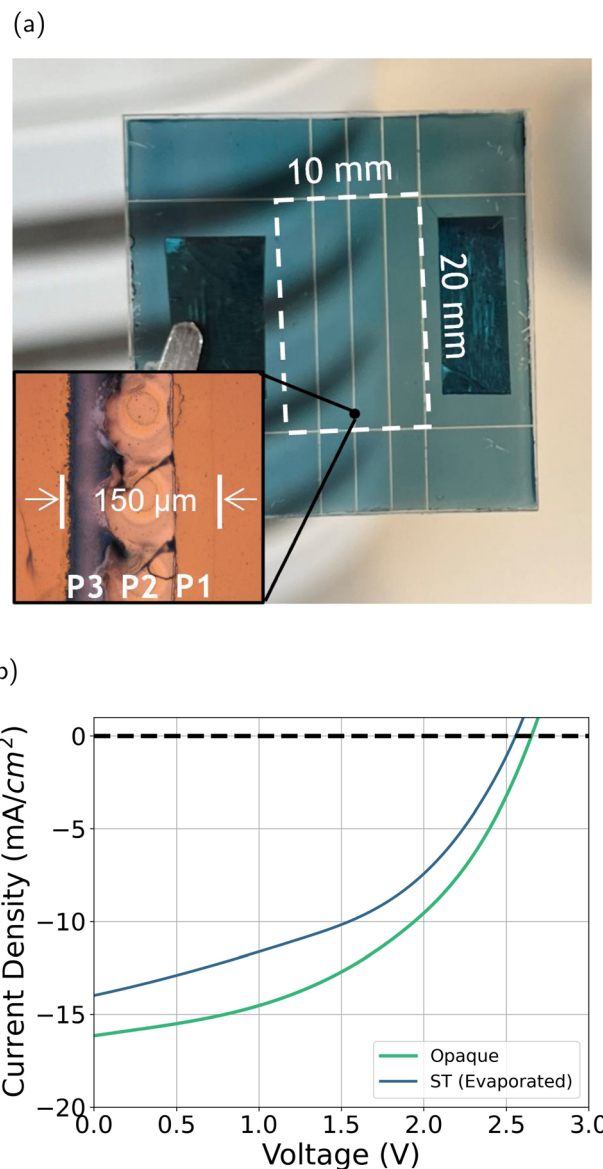 (a)
10 mm
20 mm
150 µm
P3 P2 P1
b)
Current Density (mA/cm²)
0
−5
−10
−15
−20
0.0 0.5 1.0 1.5 2.0 2.5 3.0
Voltage (V)
Opaque
ST (Evaporated)